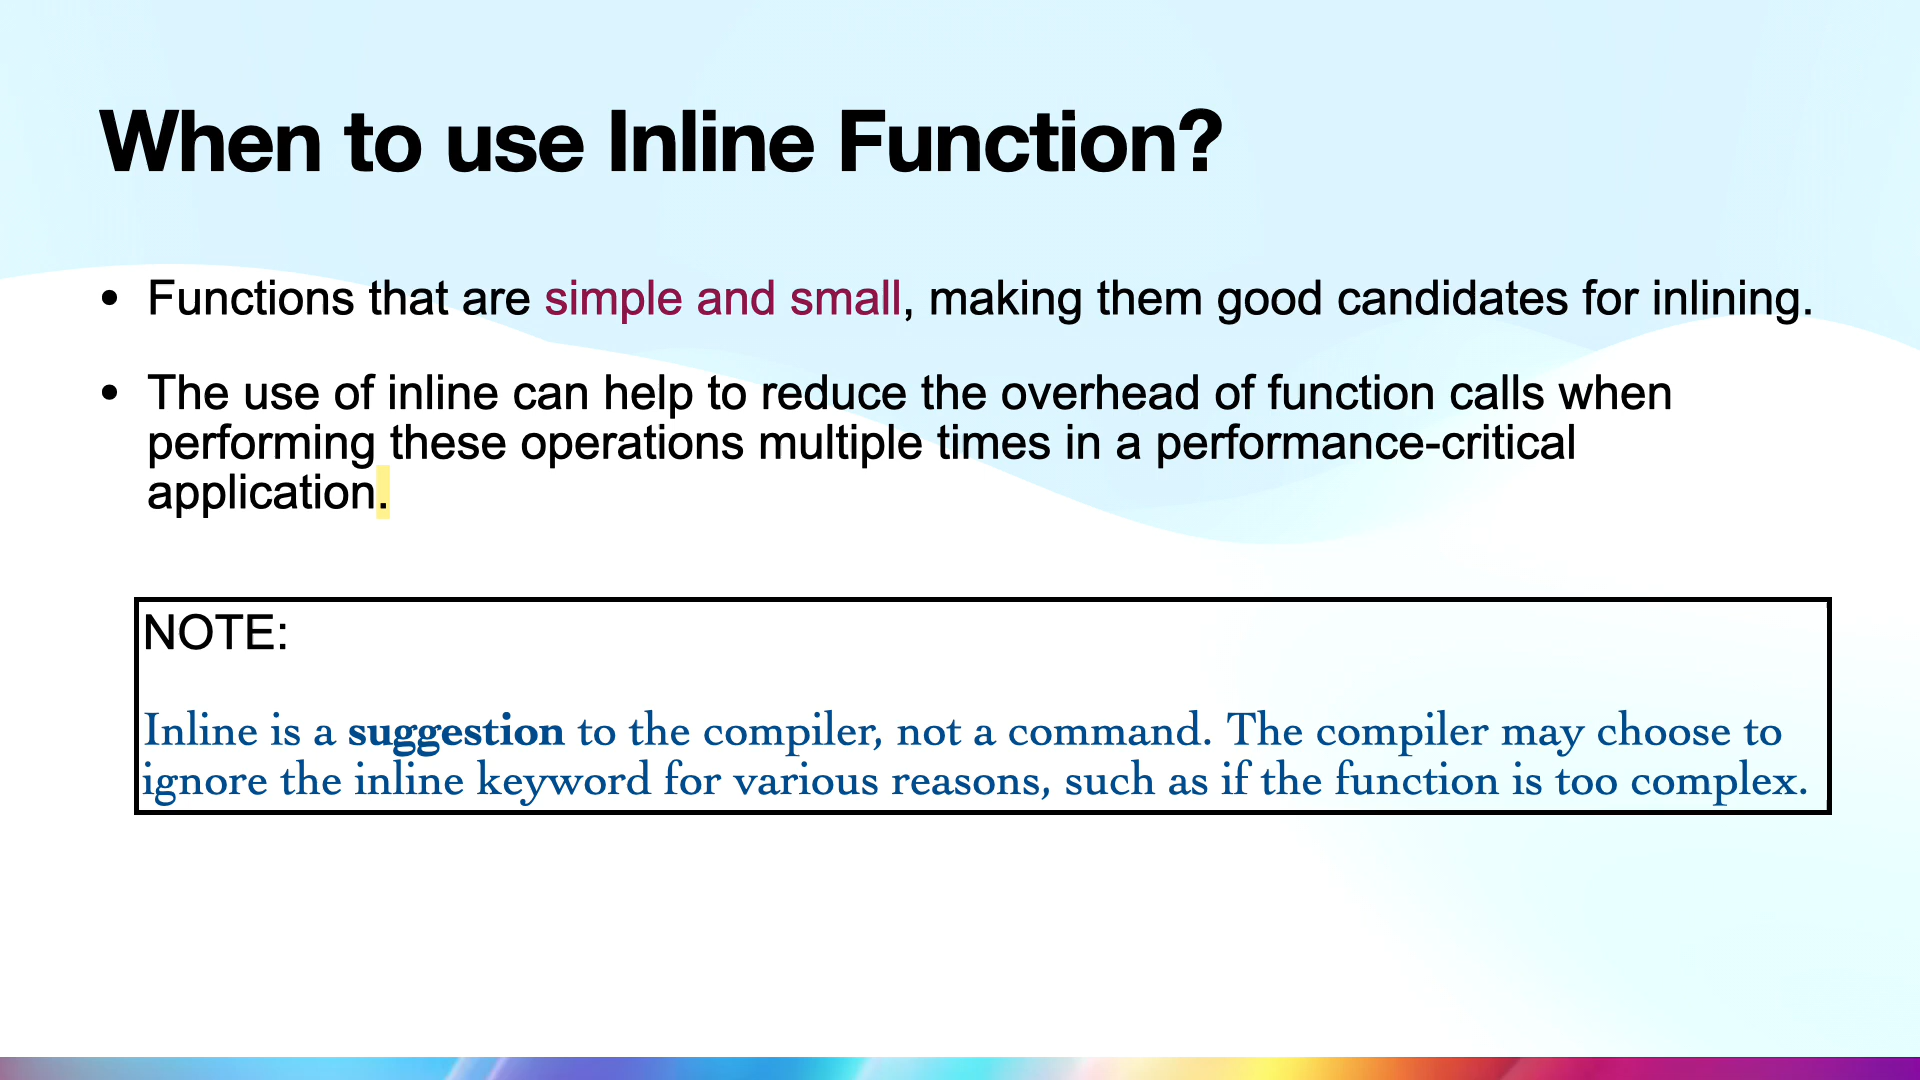 When to use Inline Function?
• Functions that are simple and small, making them good candidates for inlining.
• The use of inline can help to reduce the overhead of function calls when
performing these operations multiple times in a performance-critical
application.
NOTE:
Inline is a suggestion to the compiler, not a command. The compiler may choose to
ignore the inline keyword for various reasons, such as if the function is too complex.